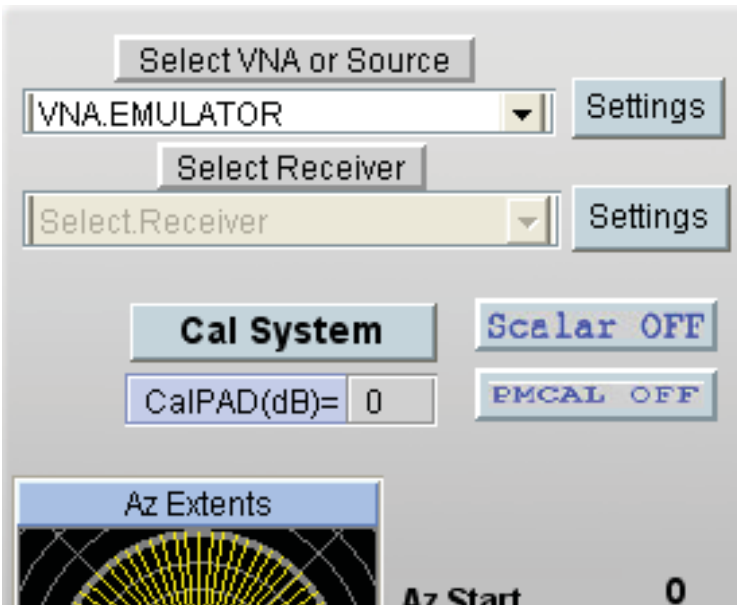 Select VNA or Source
VNA.EMULATOR
Settings
Select Receiver
Select.Receiver
Settings
Cal System
Scalar OFF
CalPAD(dB)= 0
PMCAL OFF
Az Extents
Az Start 0